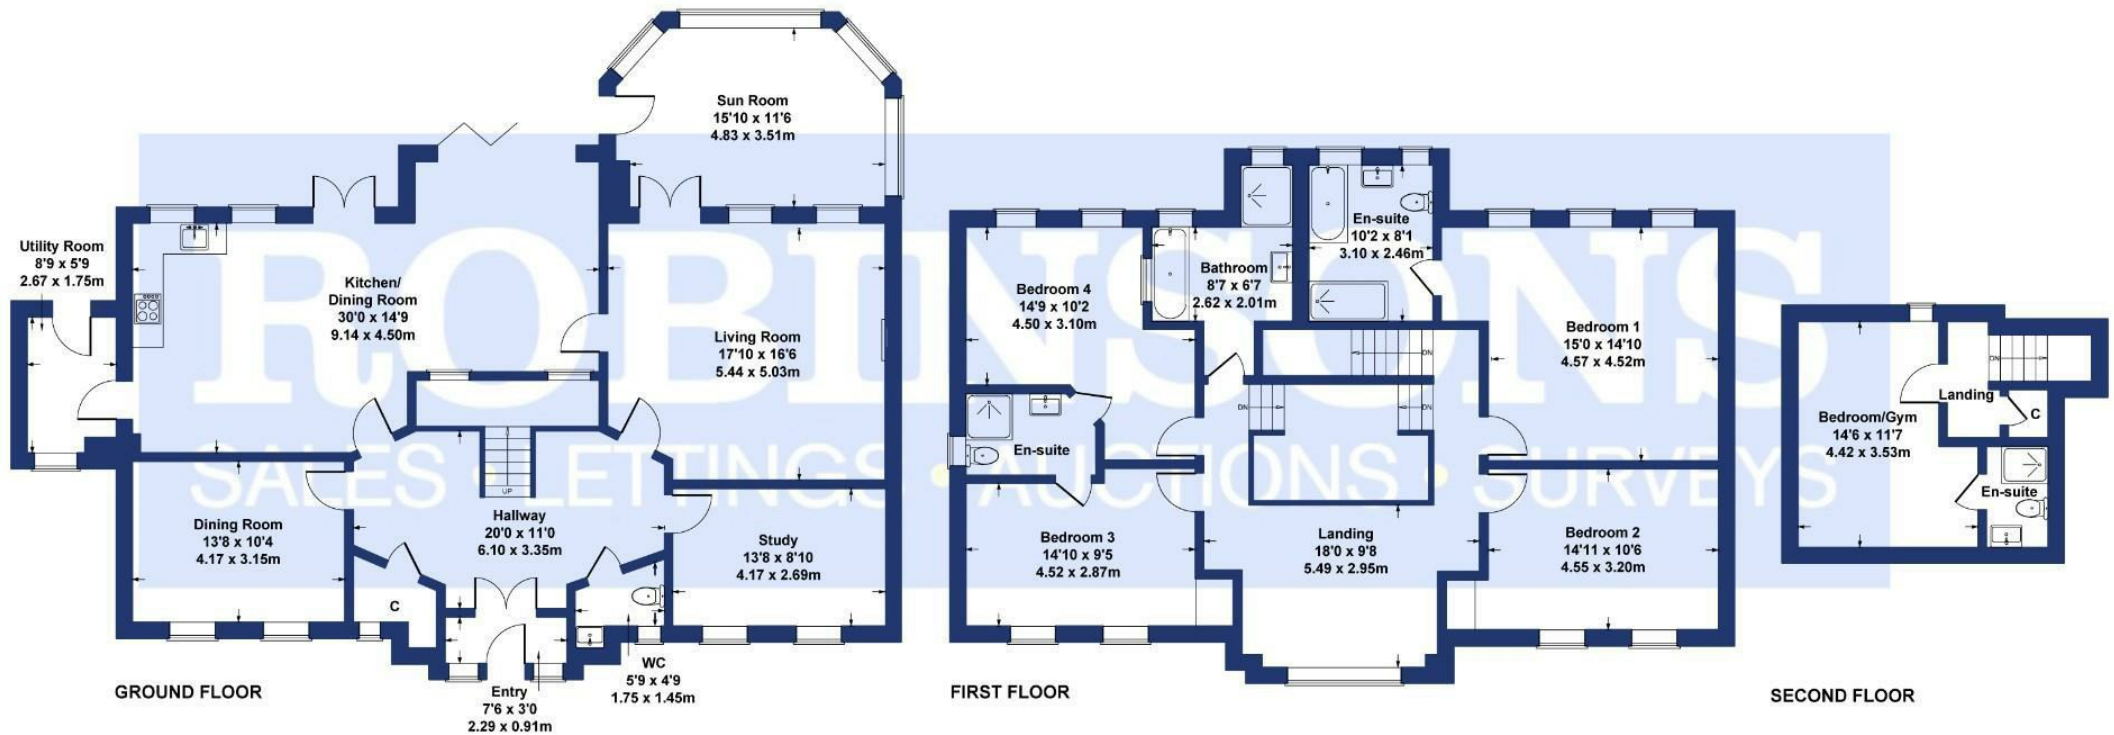 Sun Room
15'10 x 11'6
4.83 x 3.51m
Utility Room
8'9 x 5'9
2.67 x 1.75m
Kitchen/
Dining Room
30'0 x 14'9
9.14 x 4.50m
Living Room
17'10 x 16'6
5.44 x 5.03m
UP
Hallway
20'0 x 11'0
6.10 x 3.35m
Dining Room
13'8 x 10'4
4.17 x 3.15m
Study
13'8 x 8'10
4.17 x 2.69m
C
WC
5'9 x 4'9
1.75 x 1.45m
Entry
7'6 x 3'0
2.29 x 0.91m
GROUND FLOOR
En-suite
10'2 x 8'1
3.10 x 2.46m
Bathroom
8'7 x 6'7
2.62 x 2.01m
Bedroom 4
14'9 x 10'2
4.50 x 3.10m
Bedroom 1
15'0 x 14'10
4.57 x 4.52m
DN
DN
DN
En-suite
Bedroom 3
14'10 x 9'5
4.52 x 2.87m
Landing
18'0 x 9'8
5.49 x 2.95m
Bedroom 2
14'11 x 10'6
4.55 x 3.20m
FIRST FLOOR
DN
Landing
C
Bedroom/Gym
14'6 x 11'7
4.42 x 3.53m
En-suite
SECOND FLOOR
ROBINSONS
SALES • LETTINGS • AUCTIONS • SURVEYS